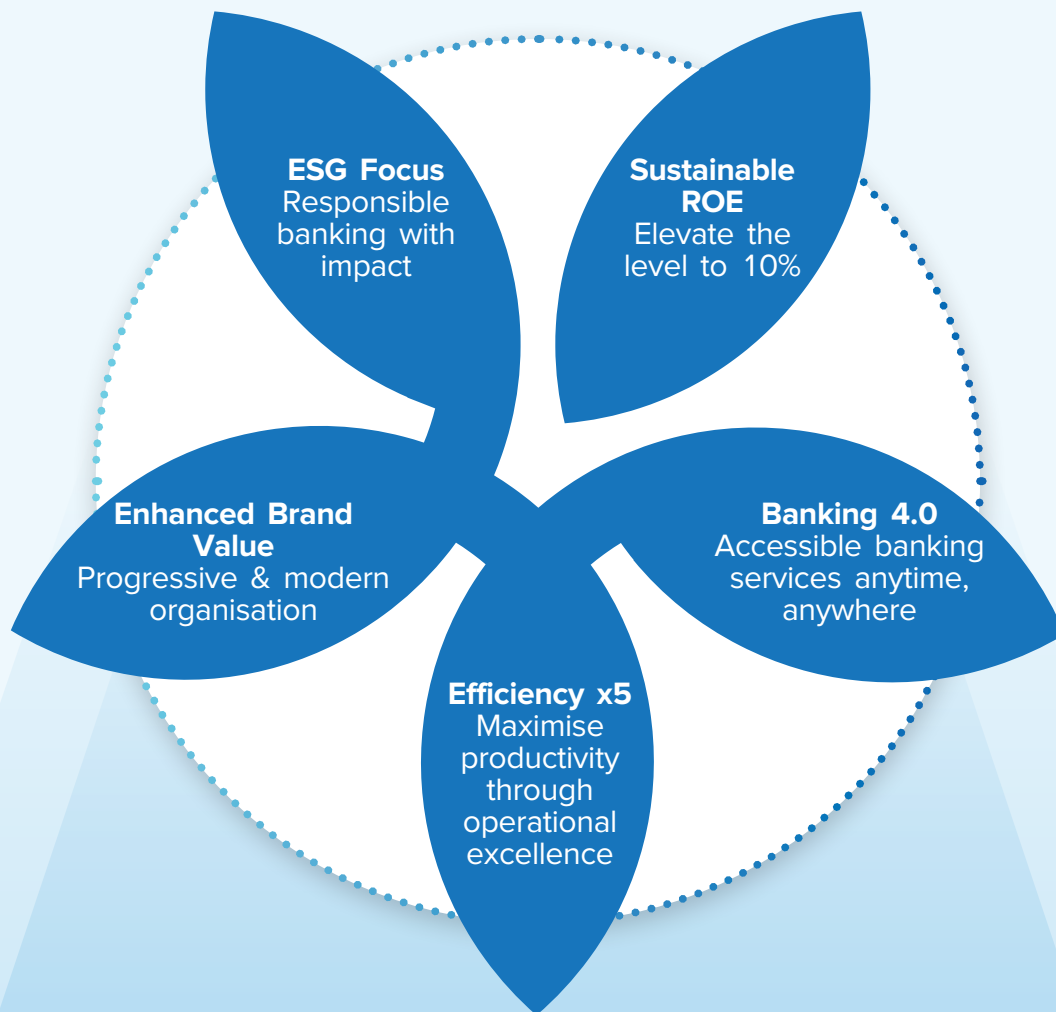 ESG Focus
Responsible
banking with
impact
Sustainable
ROE
Elevate the
level to 10%
Enhanced Brand
Value
Progressive & modern
organisation
Banking 4.0
Accessible banking
services anytime,
anywhere
Efficiency x5
Maximise
productivity
through
operational
excellence